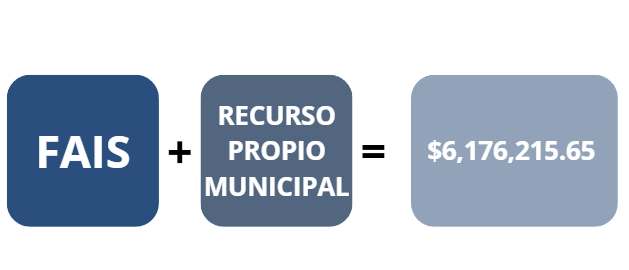 FAIS
+
RECURSO
PROPIO
MUNICIPAL
=
$6,176,215.65